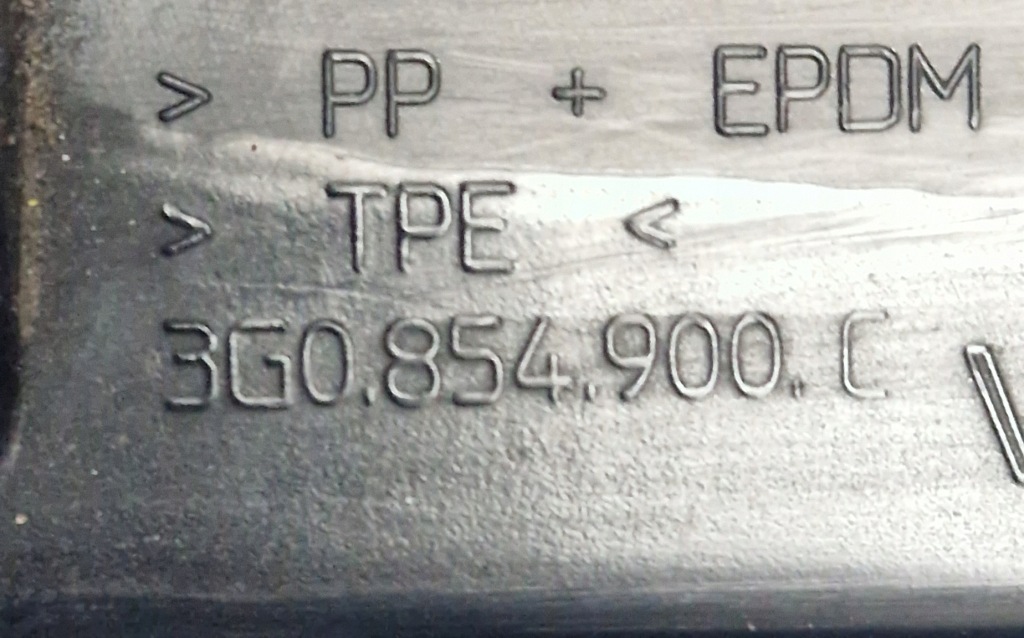 > PP + EPDM
> TPE <
3G0.854.900. C